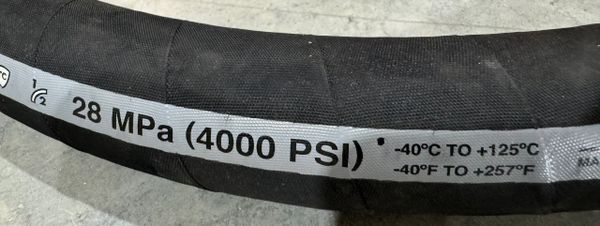 1/2 28 MPa (4000 PSI) -40°C TO +125°C
-40°F TO +257°F